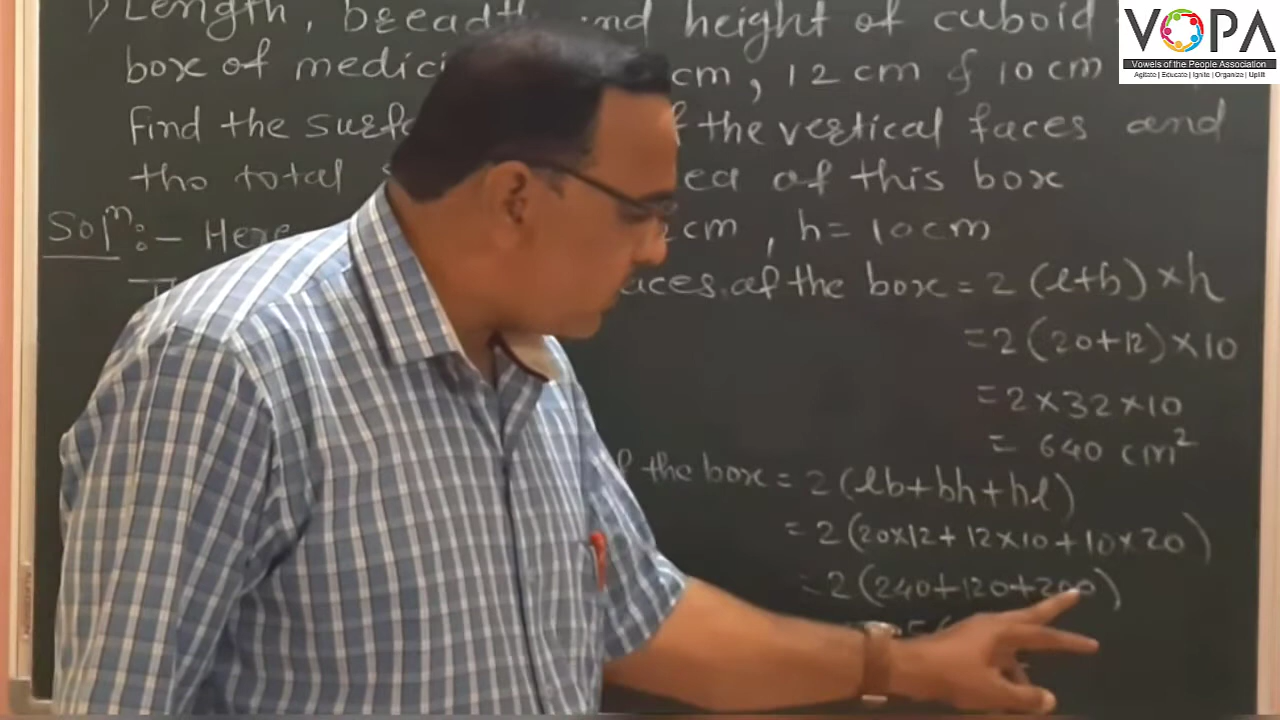 1) Length, breadth and height of cuboid
box of medici cm, 12 cm & 10 cm
Find the surf f the vertical faces and
the total ea of this box
Solⁿ:- Here 2cm, h = 10cm
aces of the box = 2 (l+b) × h
= 2 (20+12) × 10
= 2 × 32 × 10
= 640 cm²
f the box = 2 (lb+bh+hl)
= 2 (20×12 + 12×10 + 10×20)
= 2 (240+120+200)
VOPA
Vowels of the People Association
Agitate | Educate | Ignite | Organize | Uplift